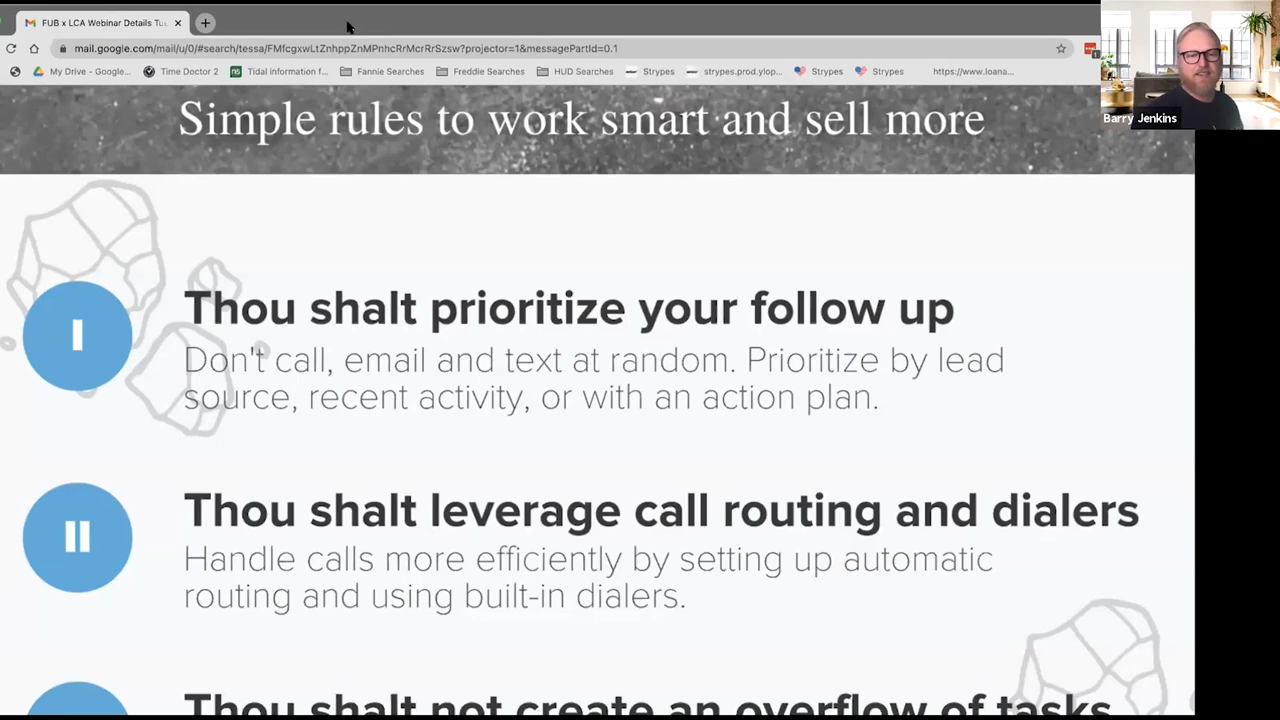 FUB x LCA Webinar Details Tue
mail.google.com/mail/u/0/#search/tessa/FMfcgxwLtZnhppZnMPnhcRrMcrRrSzsw?projector=1&messagePartId=0.1
My Drive - Google... Time Doctor 2 Tidal information f... Fannie Searches Freddie Searches HUD Searches Strypes strypes.prod.ylop... Strypes Strypes https://www.loana...
Barry Jenkins
Simple rules to work smart and sell more
I
Thou shalt prioritize your follow up
Don't call, email and text at random. Prioritize by lead
source, recent activity, or with an action plan.
II
Thou shalt leverage call routing and dialers
Handle calls more efficiently by setting up automatic
routing and using built-in dialers.
Thou shalt not create an overflow of tasks